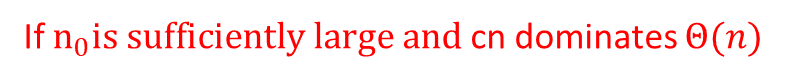 If n₀ is sufficiently large and cn dominates Θ(n)